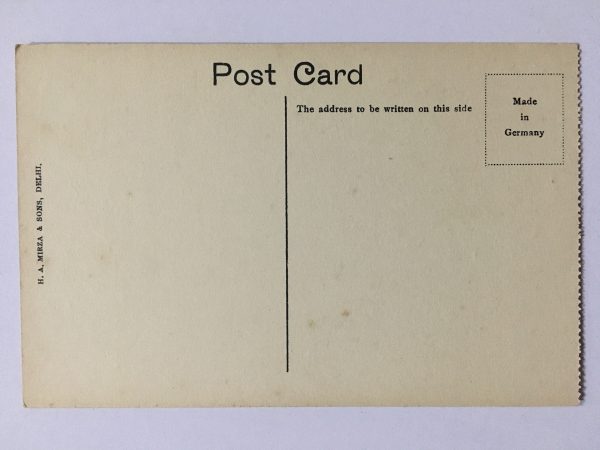 Post Card
The address to be written on this side
Made
in
Germany
H. A. MIRZA & SONS, DELHI.